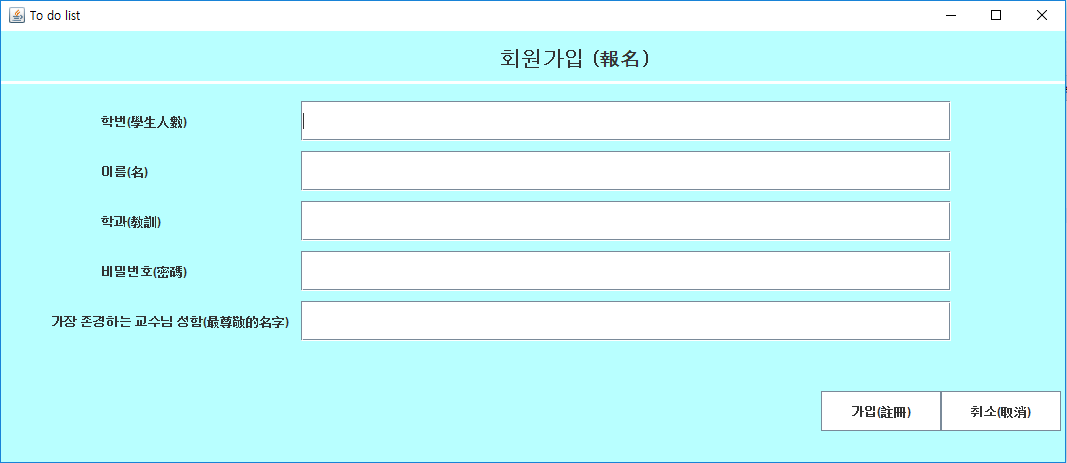 To do list
회원가입 (報名)
학번(學生人數)
이름(名)
학과(教訓)
비밀번호(密碼)
가장 존경하는 교수님 성함(最尊敬的名字)
가입(註冊) 취소(取消)